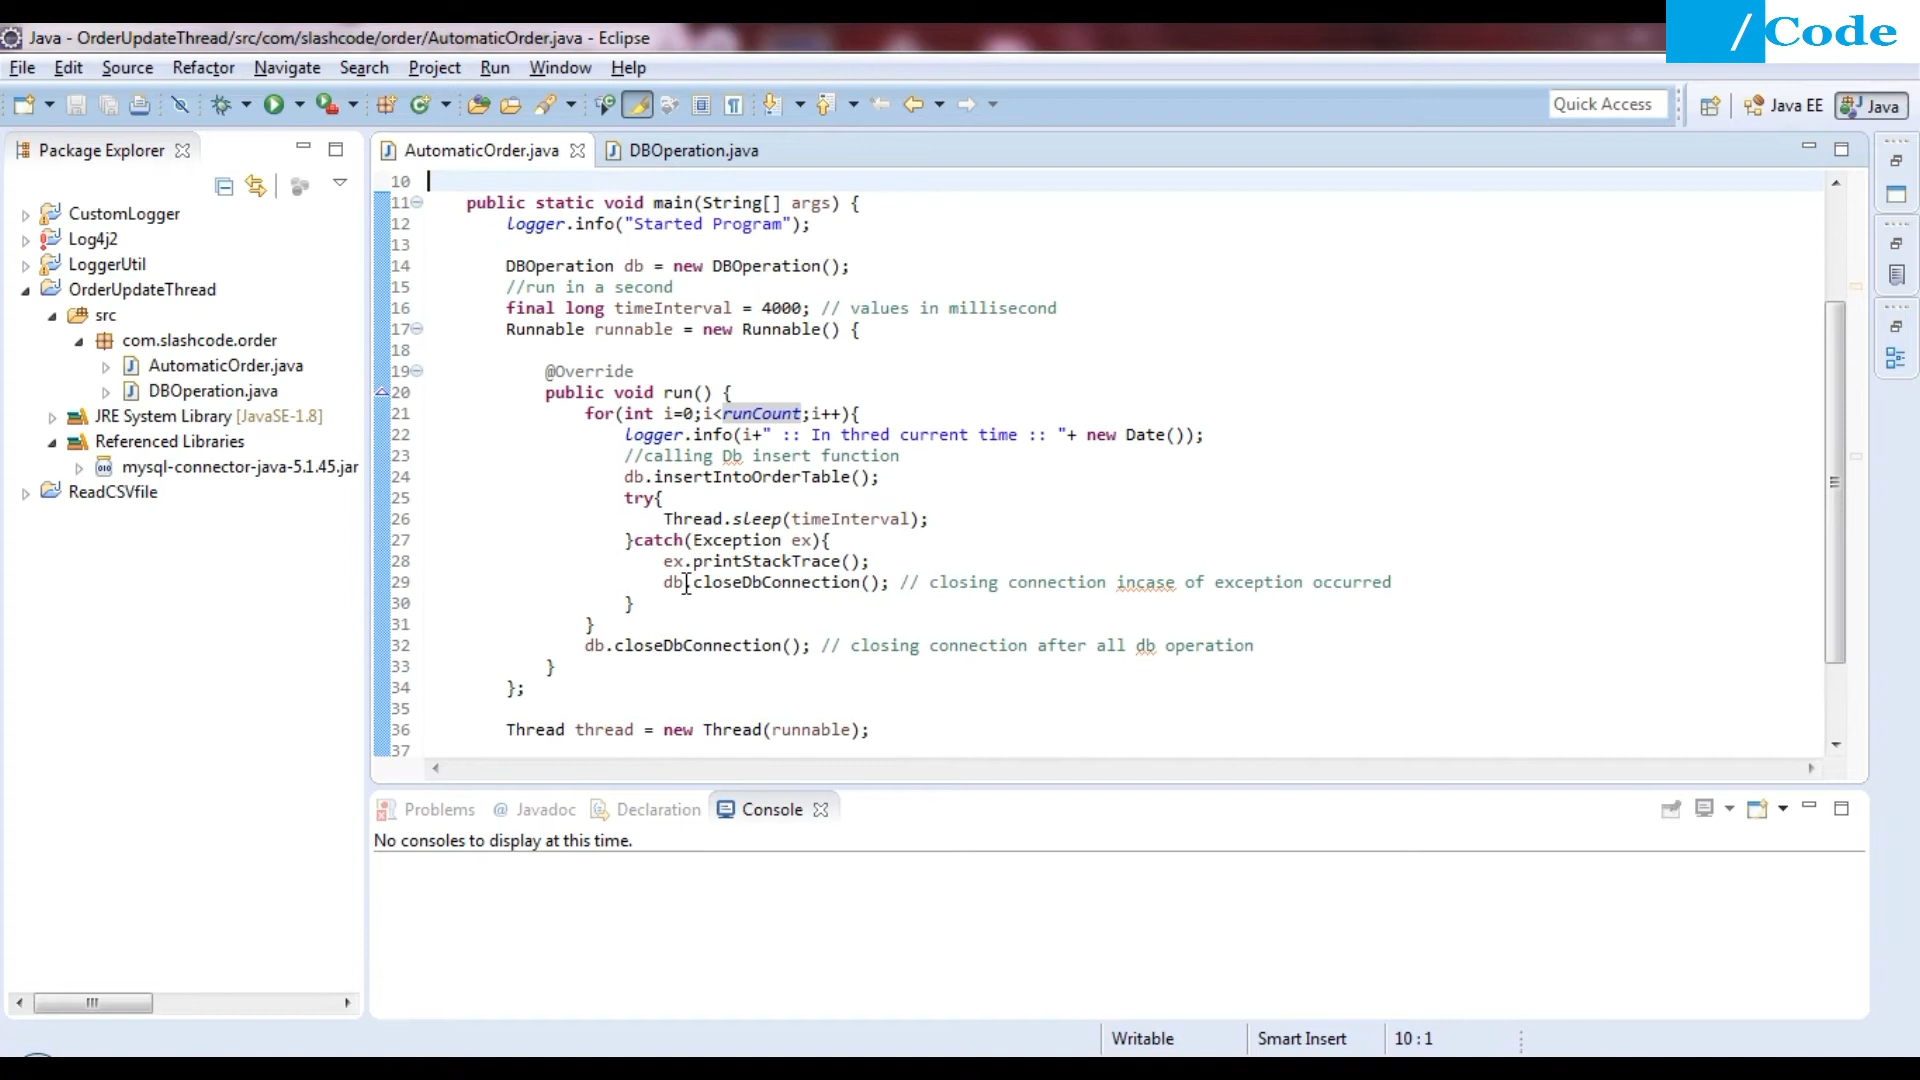 /Code
Java - OrderUpdateThread/src/com/slashcode/order/AutomaticOrder.java - Eclipse
File Edit Source Refactor Navigate Search Project Run Window Help
Quick Access Java EE Java
Package Explorer
CustomLogger
Log4j2
LoggerUtil
OrderUpdateThread
src
com.slashcode.order
AutomaticOrder.java
DBOperation.java
JRE System Library [JavaSE-1.8]
Referenced Libraries
mysql-connector-java-5.1.45.jar
ReadCSVfile
AutomaticOrder.java DBOperation.java
10
11 public static void main(String[] args) {
12 logger.info("Started Program");
13
14 DBOperation db = new DBOperation();
15 //run in a second
16 final long timeInterval = 4000; // values in millisecond
17 Runnable runnable = new Runnable() {
18
19 @Override
20 public void run() {
21 for(int i=0;i<runCount;i++){
22 logger.info(i+" :: In thred current time :: "+ new Date());
23 //calling Db insert function
24 db.insertIntoOrderTable();
25 try{
26 Thread.sleep(timeInterval);
27 }catch(Exception ex){
28 ex.printStackTrace();
29 db.closeDbConnection(); // closing connection incase of exception occurred
30 }
31 }
32 db.closeDbConnection(); // closing connection after all db operation
33 }
34 };
35
36 Thread thread = new Thread(runnable);
37
Problems @ Javadoc Declaration Console
No consoles to display at this time.
Writable Smart Insert 10 : 1